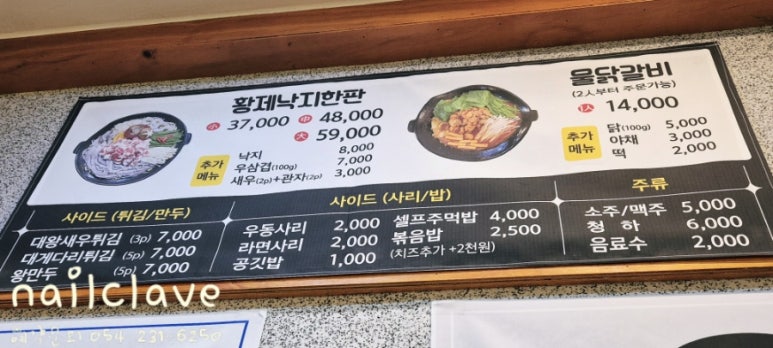 황제낙지한판
小 37,000 中 48,000
大 59,000
추가메뉴
낙지 8,000
우삼겹(100g) 7,000
새우(2p)+관자(2p) 3,000
물닭갈비
(2人부터 주문가능)
1人 14,000
추가메뉴
닭(100g) 5,000
야채 3,000
떡 2,000
사이드 (튀김/만두)
대왕새우튀김 (3p) 7,000
대게다리튀김 (5p) 7,000
왕만두 (5p) 7,000
사이드 (사리/밥)
우동사리 2,000
라면사리 2,000
공깃밥 1,000
셀프주먹밥 4,000
볶음밥 2,500
(치즈추가 +2천원)
주류
소주/맥주 5,000
청하 6,000
음료수 2,000
nailclave
054 231 6250